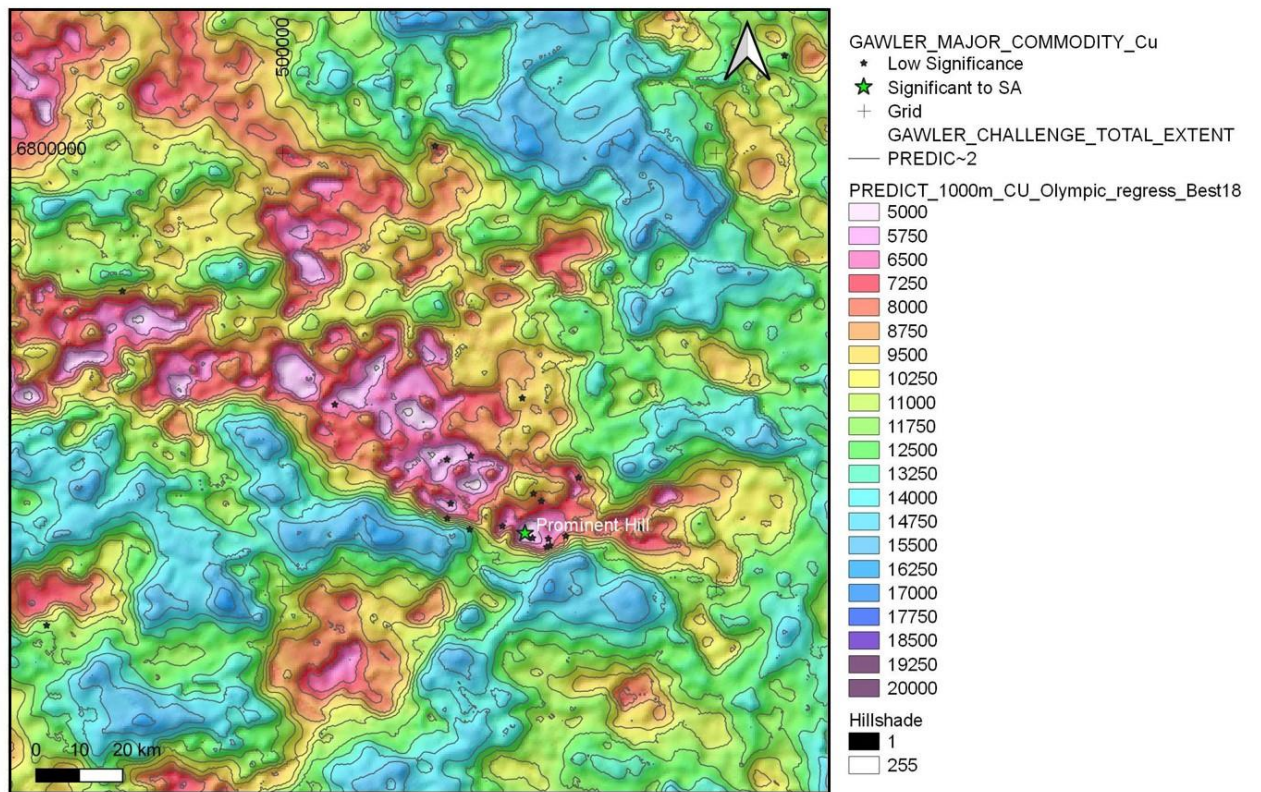 500000
6800000
Prominent Hill
0 10 20 km
GAWLER_MAJOR_COMMODITY_Cu
Low Significance
Significant to SA
Grid
GAWLER_CHALLENGE_TOTAL_EXTENT
PREDIC~2
PREDICT_1000m_CU_Olympic_regress_Best18
5000
5750
6500
7250
8000
8750
9500
10250
11000
11750
12500
13250
14000
14750
15500
16250
17000
17750
18500
19250
20000
Hillshade
1
255